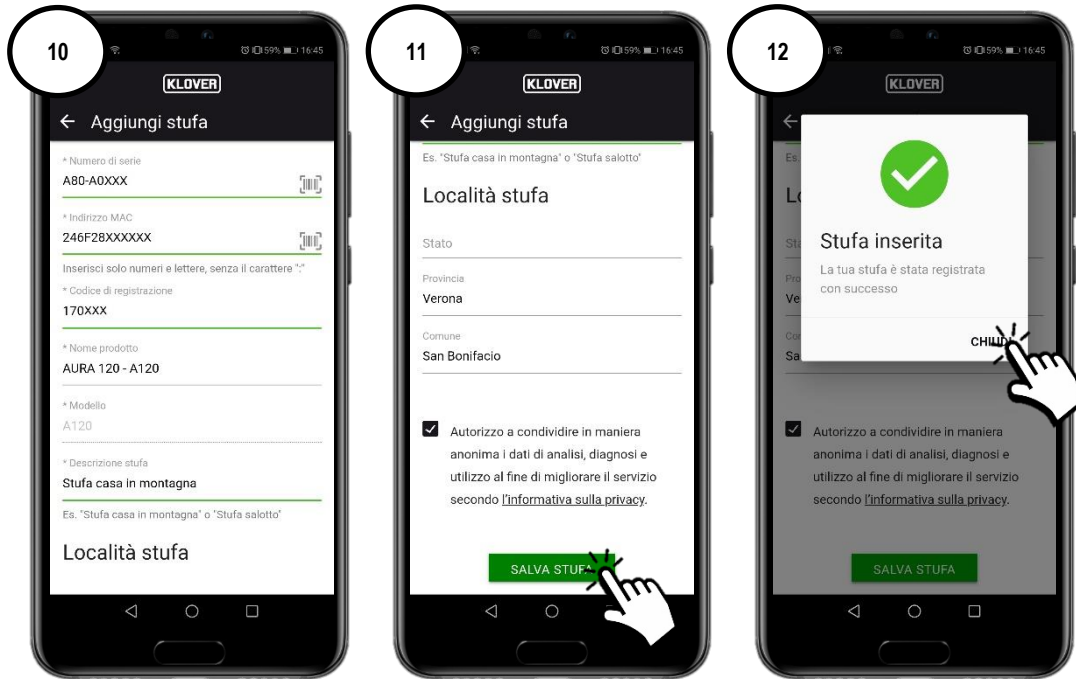 10
59% 16:45
KLOVER
Aggiungi stufa
* Numero di serie
A80-A0XXX
* Indirizzo MAC
246F28XXXXXX
Inserisci solo numeri e lettere, senza il carattere ":"
* Codice di registrazione
170XXX
* Nome prodotto
AURA 120 - A120
* Modello
A120
* Descrizione stufa
Stufa casa in montagna
Es. "Stufa casa in montagna" o "Stufa salotto"
Località stufa
11
59% 16:45
KLOVER
Aggiungi stufa
Es. "Stufa casa in montagna" o "Stufa salotto"
Località stufa
Stato
Provincia
Verona
Comune
San Bonifacio
Autorizzo a condividere in maniera
anonima i dati di analisi, diagnosi e
utilizzo al fine di migliorare il servizio
secondo l'informativa sulla privacy.
SALVA STUFA
12
59% 16:45
KLOVER
Es.
Stufa inserita
La tua stufa è stata registrata
con successo
CHIUDI
Autorizzo a condividere in maniera
anonima i dati di analisi, diagnosi e
utilizzo al fine di migliorare il servizio
secondo l'informativa sulla privacy.
SALVA STUFA